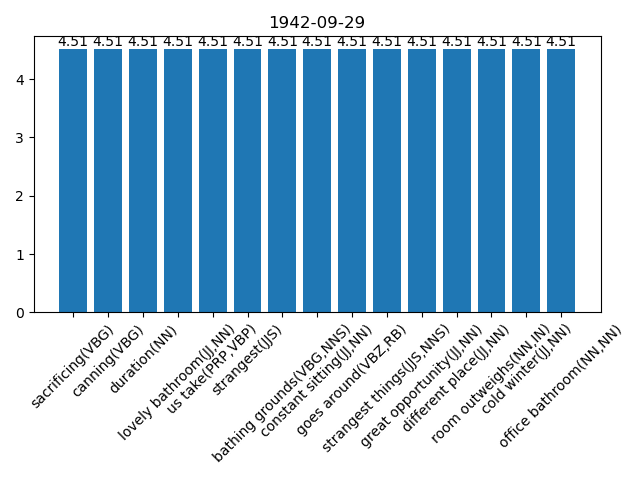 1942-09-29
4.51 4.51 4.51 4.51 4.51 4.51 4.51 4.51 4.51 4.51 4.51 4.51 4.51 4.51 4.51
4
3
2
1
0
sacrificing(VBG)
canning(VBG)
duration(NN)
lovely bathroom(JJ,NN)
us take(PRP,VBP)
strangest(JJS)
bathing grounds(VBG,NNS)
constant sitting(JJ,NN)
goes around(VBZ,RB)
strangest things(JJS,NNS)
great opportunity(JJ,NN)
different place(JJ,NN)
room outweighs(NN,IN)
cold winter(JJ,NN)
office bathroom(NN,NN)